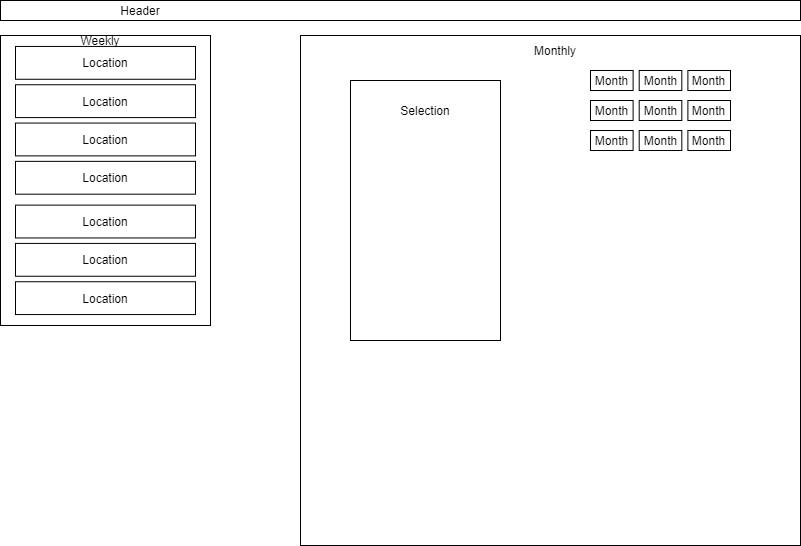 Header
Weekly
Location
Location
Location
Location
Location
Location
Location
Monthly
Selection
Month Month Month
Month Month Month
Month Month Month